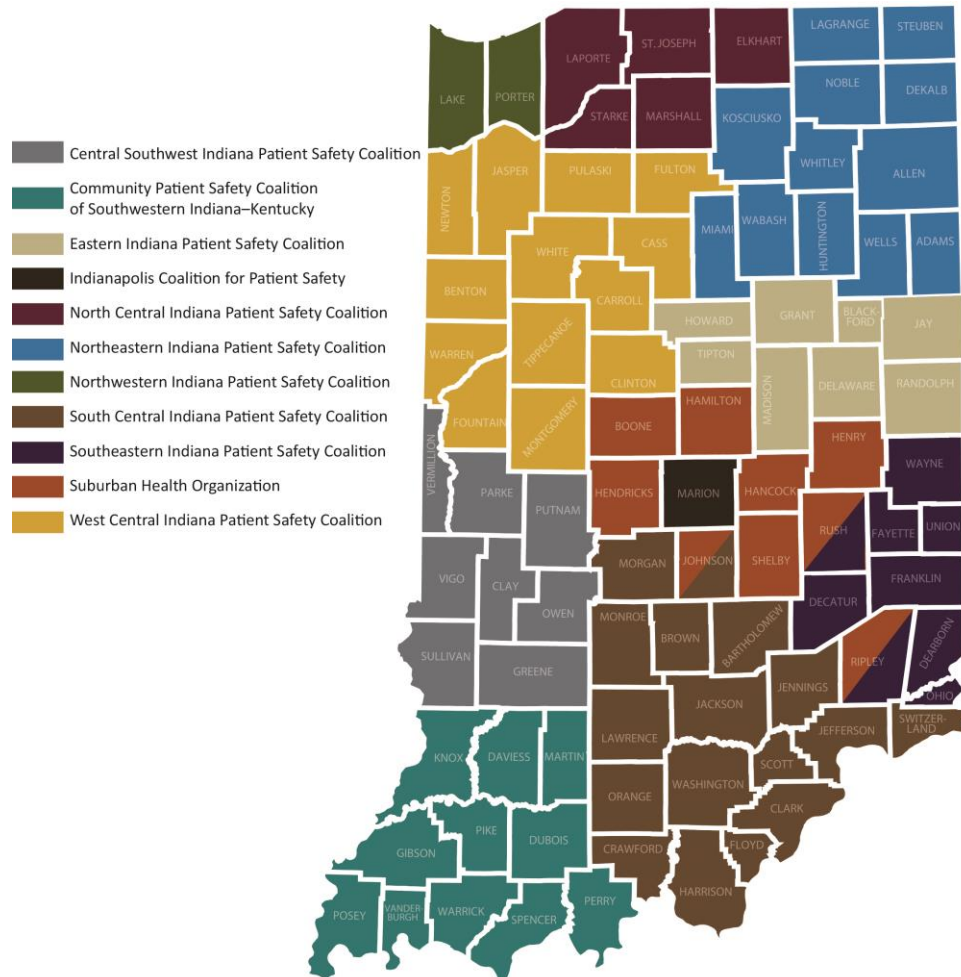 Central Southwest Indiana Patient Safety Coalition
Community Patient Safety Coalition
of Southwestern Indiana–Kentucky
Eastern Indiana Patient Safety Coalition
Indianapolis Coalition for Patient Safety
North Central Indiana Patient Safety Coalition
Northeastern Indiana Patient Safety Coalition
Northwestern Indiana Patient Safety Coalition
South Central Indiana Patient Safety Coalition
Southeastern Indiana Patient Safety Coalition
Suburban Health Organization
West Central Indiana Patient Safety Coalition
LAKE
PORTER
LAPORTE
ST. JOSEPH
ELKHART
LAGRANGE
STEUBEN
NOBLE
DEKALB
STARKE
MARSHALL
KOSCIUSKO
WHITLEY
ALLEN
NEWTON
JASPER
PULASKI
FULTON
MIAMI
WABASH
HUNTINGTON
WELLS
ADAMS
BENTON
WHITE
CASS
CARROLL
HOWARD
GRANT
BLACK-
FORD
JAY
WARREN
TIPPECANOE
CLINTON
TIPTON
MADISON
DELAWARE
RANDOLPH
FOUNTAIN
MONTGOMERY
BOONE
HAMILTON
HENRY
WAYNE
VERMILLION
PARKE
PUTNAM
HENDRICKS
MARION
HANCOCK
RUSH
FAYETTE
UNION
VIGO
CLAY
OWEN
MORGAN
JOHNSON
SHELBY
DECATUR
FRANKLIN
SULLIVAN
GREENE
MONROE
BROWN
BARTHOLOMEW
RIPLEY
DEARBORN
OHIO
JENNINGS
JACKSON
LAWRENCE
JEFFERSON
SWITZER-
LAND
KNOX
DAVIESS
MARTIN
ORANGE
WASHINGTON
SCOTT
CLARK
GIBSON
PIKE
DUBOIS
CRAWFORD
FLOYD
HARRISON
POSEY
VANDER-
BURGH
WARRICK
SPENCER
PERRY